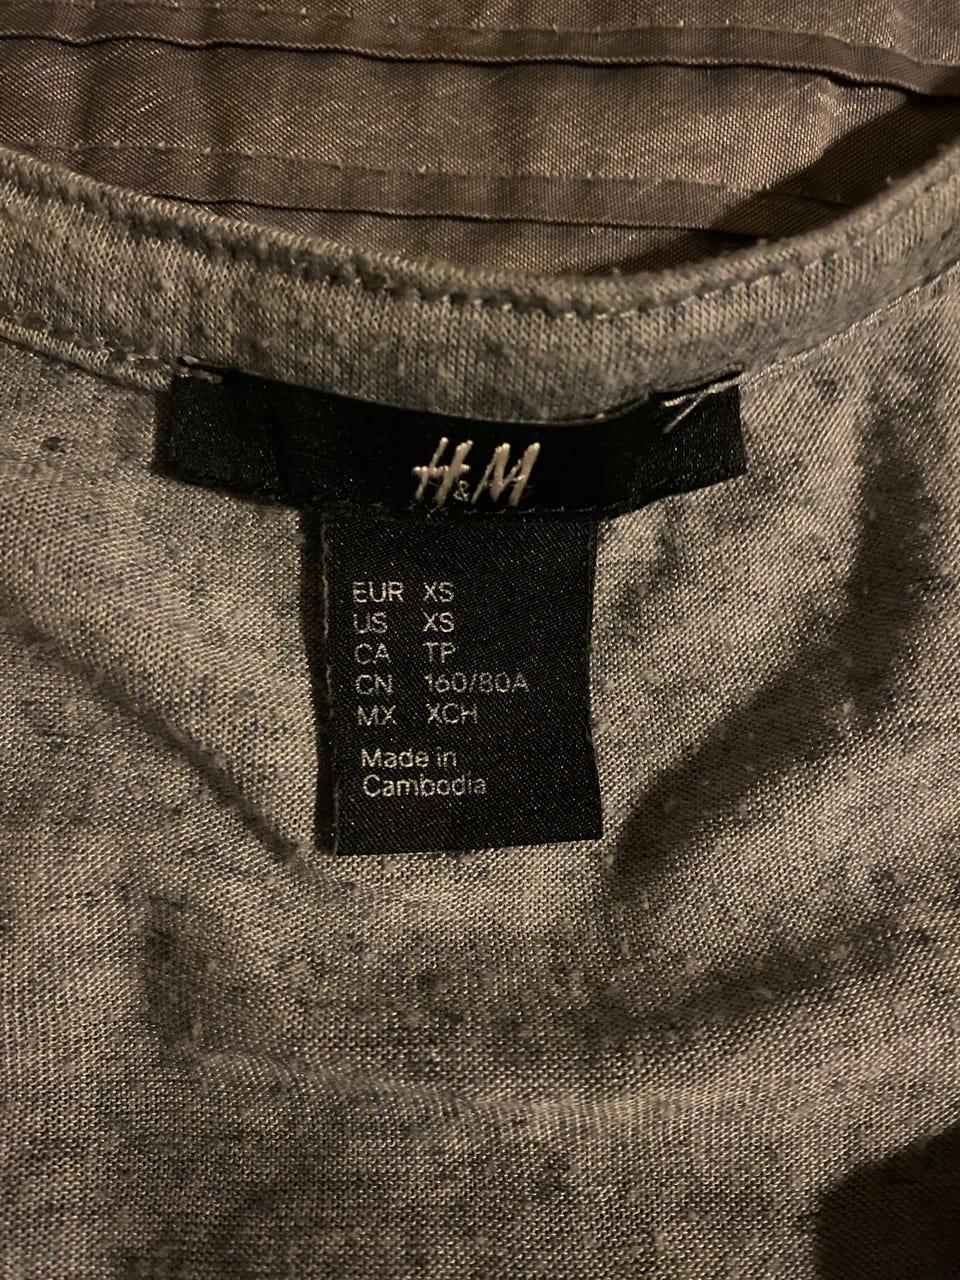 H&M
EUR XS
US XS
CA TP
CN 160/80A
MX XCH
Made in
Cambodia